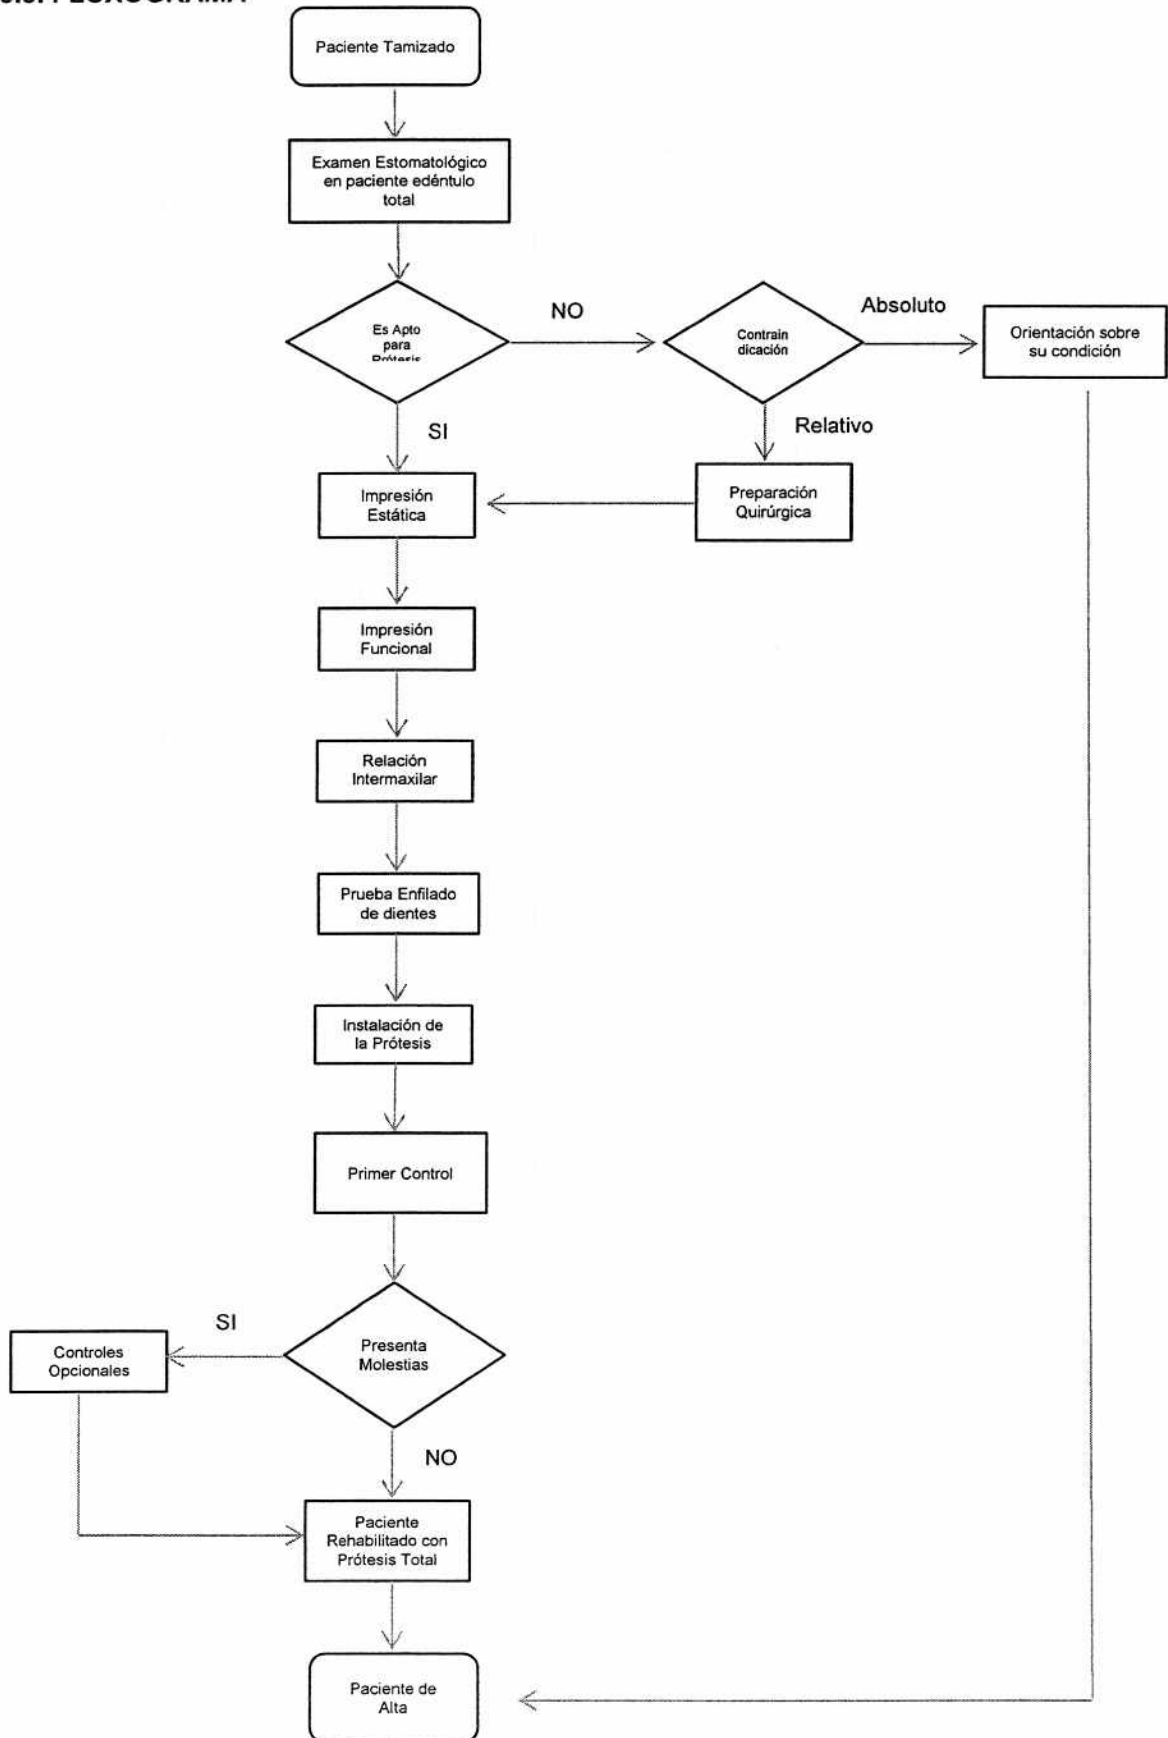 Paciente Tamizado
Examen Estomatológico
en paciente edéntulo
total
Es Apto
para
Prótesis
NO
Contrain
dicación
Absoluto
Orientación sobre
su condición
SI
Relativo
Impresión
Estática
Preparación
Quirúrgica
Impresión
Funcional
Relación
Intermaxilar
Prueba Enfilado
de dientes
Instalación de
la Prótesis
Primer Control
Presenta
Molestias
SI
Controles
Opcionales
NO
Paciente
Rehabilitado con
Prótesis Total
Paciente de
Alta